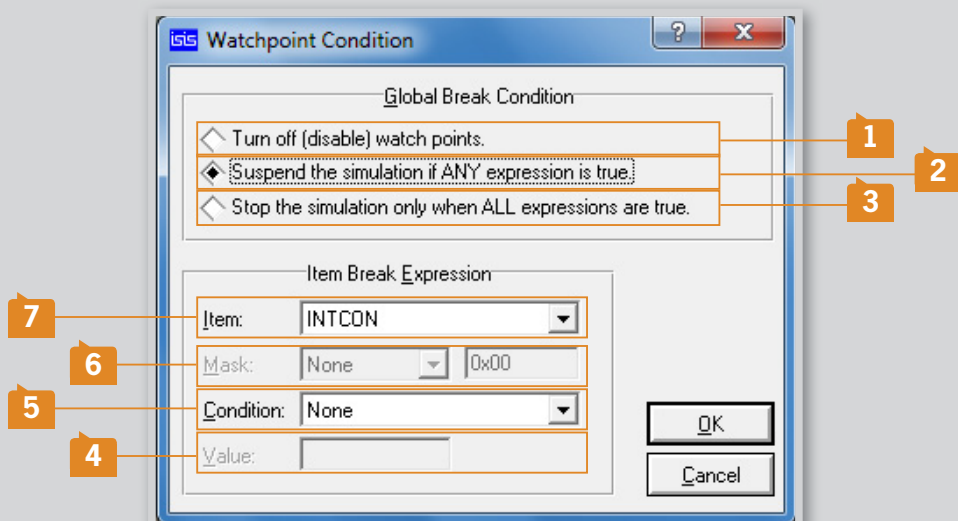 isis Watchpoint Condition ? X
Global Break Condition
Turn off (disable) watch points.
1
Suspend the simulation if ANY expression is true.
2
Stop the simulation only when ALL expressions are true.
3
Item Break Expression
7
Item: INTCON
6
Mask: None 0x00
5
Condition: None
4
Value:
OK
Cancel